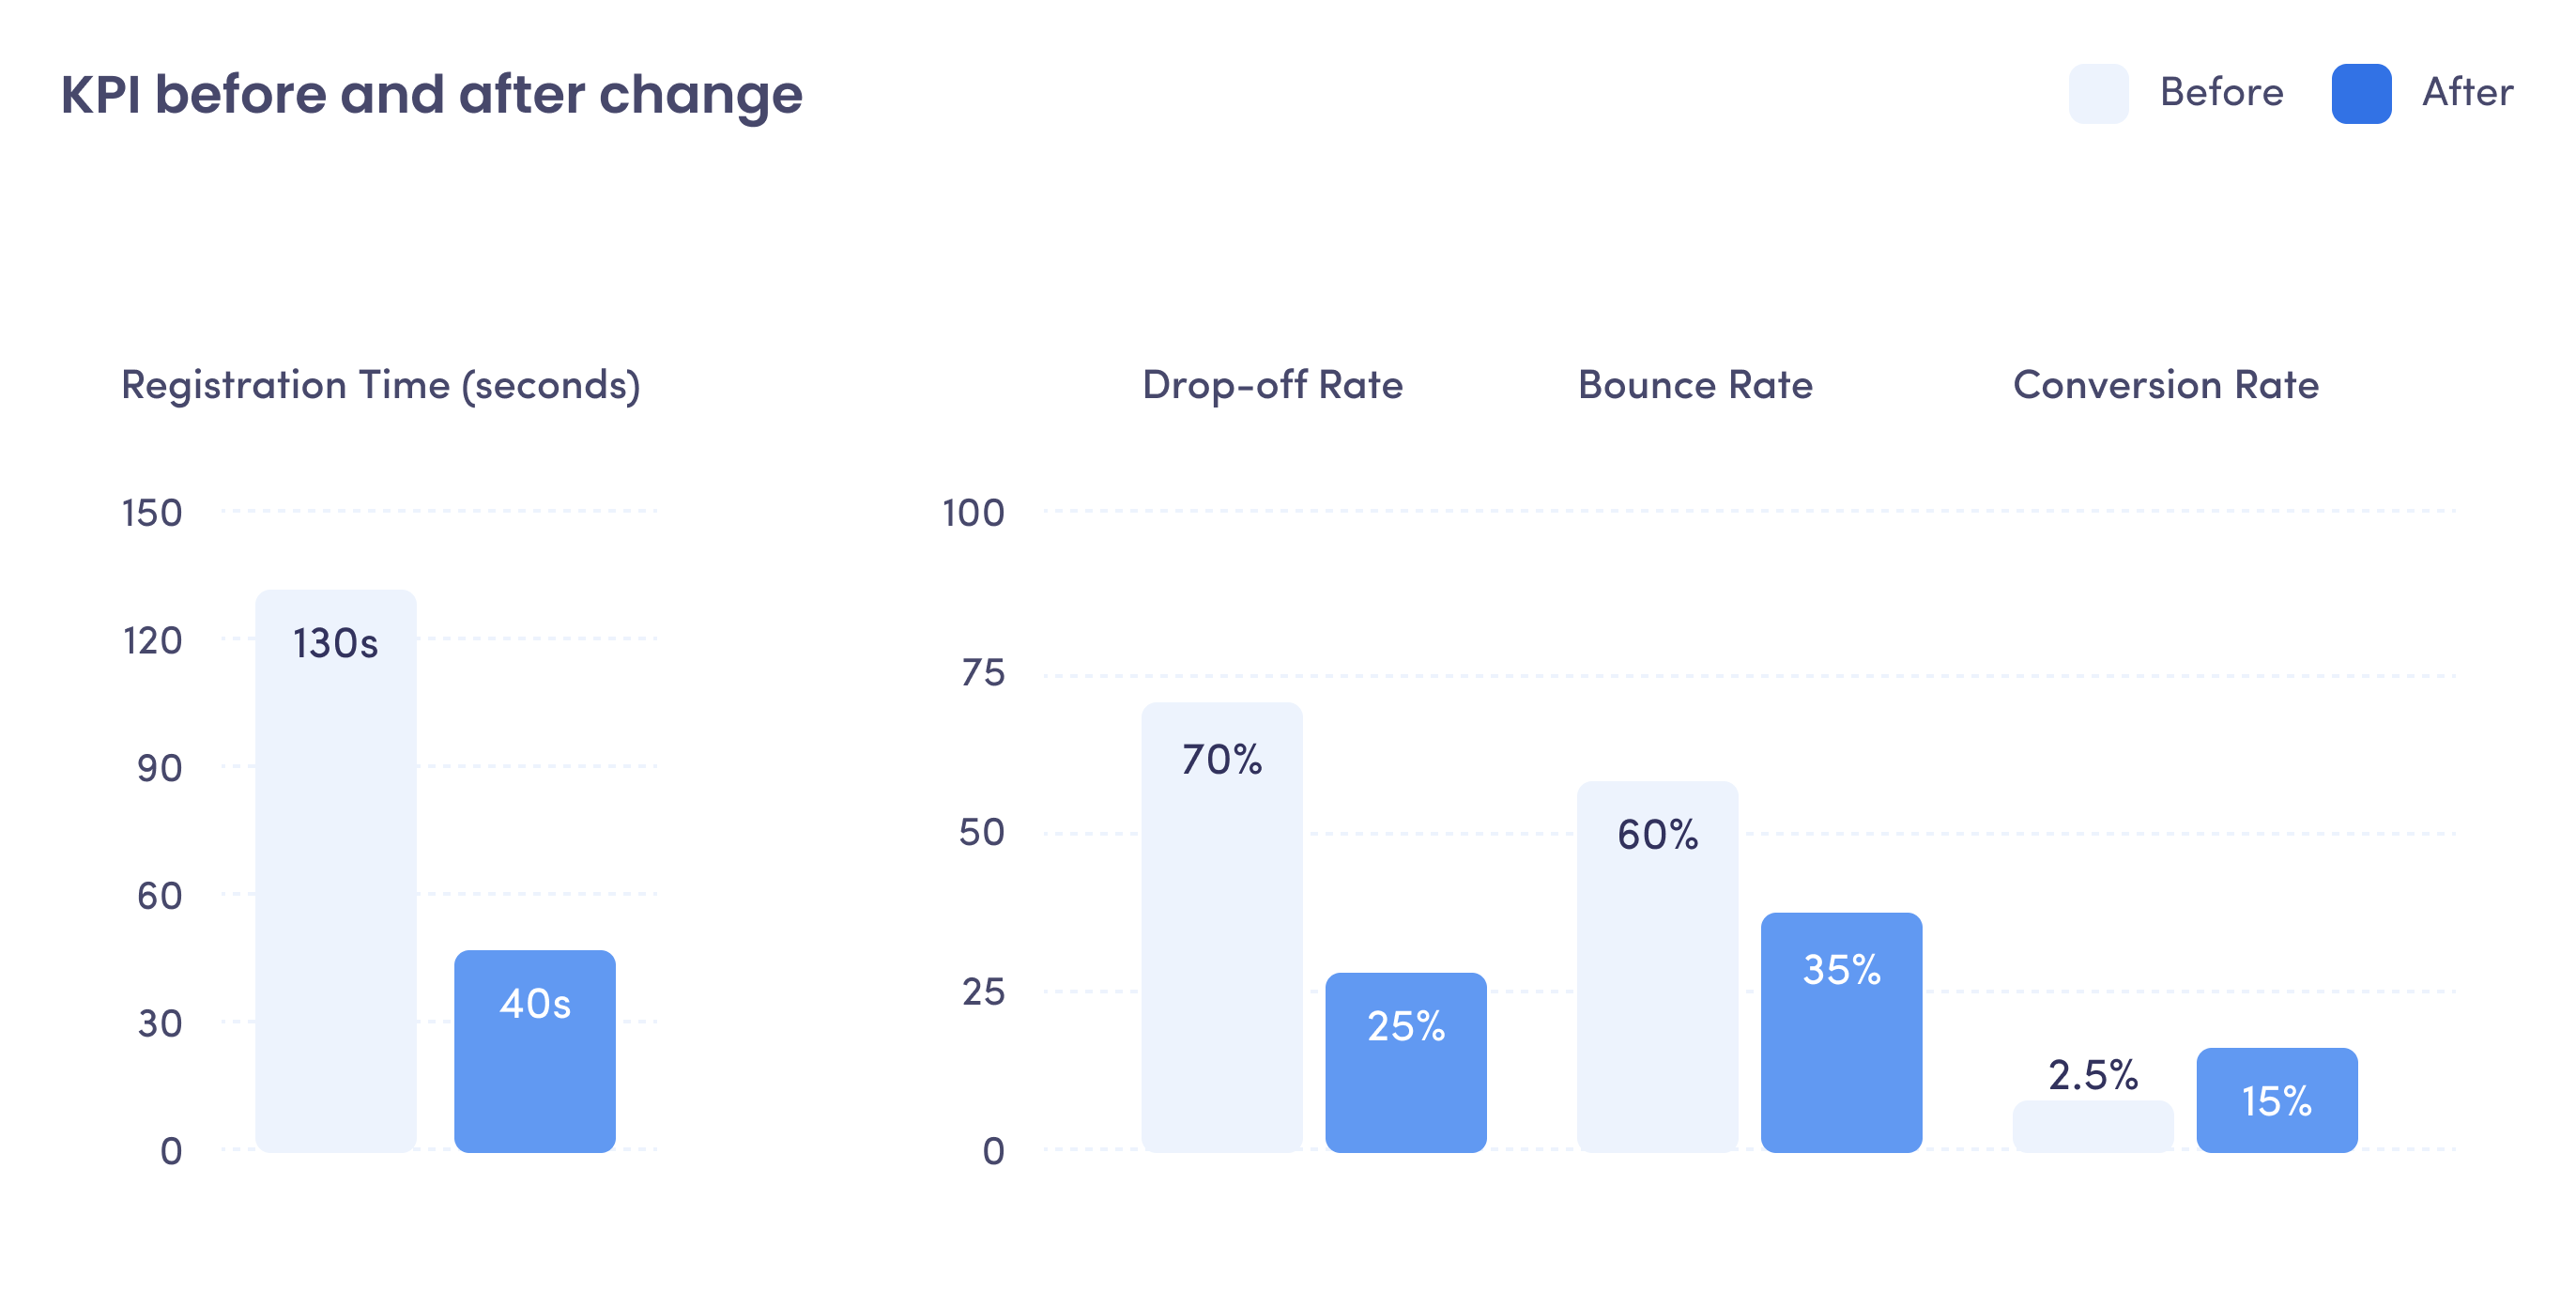 KPI before and after change
Before
After
Registration Time (seconds)
150
120
90
60
30
0
130s
40s
Drop-off Rate
Bounce Rate
Conversion Rate
100
75
50
25
0
70%
25%
60%
35%
2.5%
15%